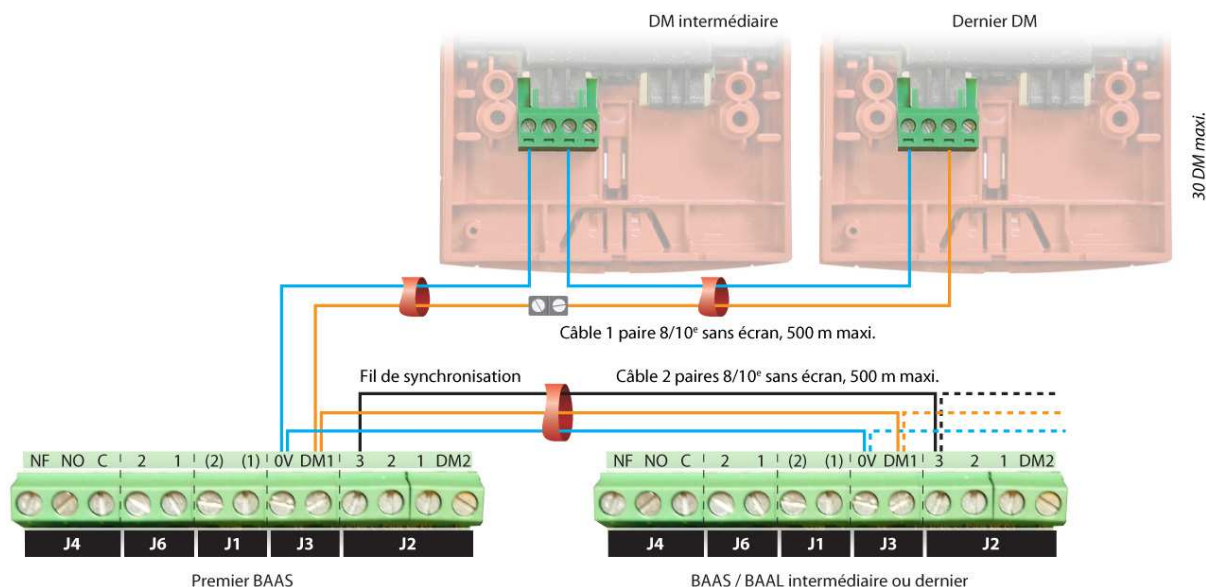 DM intermédiaire
Dernier DM
30 DM maxi.
Câble 1 paire 8/10e sans écran, 500 m maxi.
Fil de synchronisation
Câble 2 paires 8/10e sans écran, 500 m maxi.
NF NO C 2 1 (2) (1) 0V DM1 3 2 1 DM2
NF NO C 2 1 (2) (1) 0V DM1 3 2 1 DM2
J4 J6 J1 J3 J2
J4 J6 J1 J3 J2
Premier BAAS
BAAS / BAAL intermédiaire ou dernier